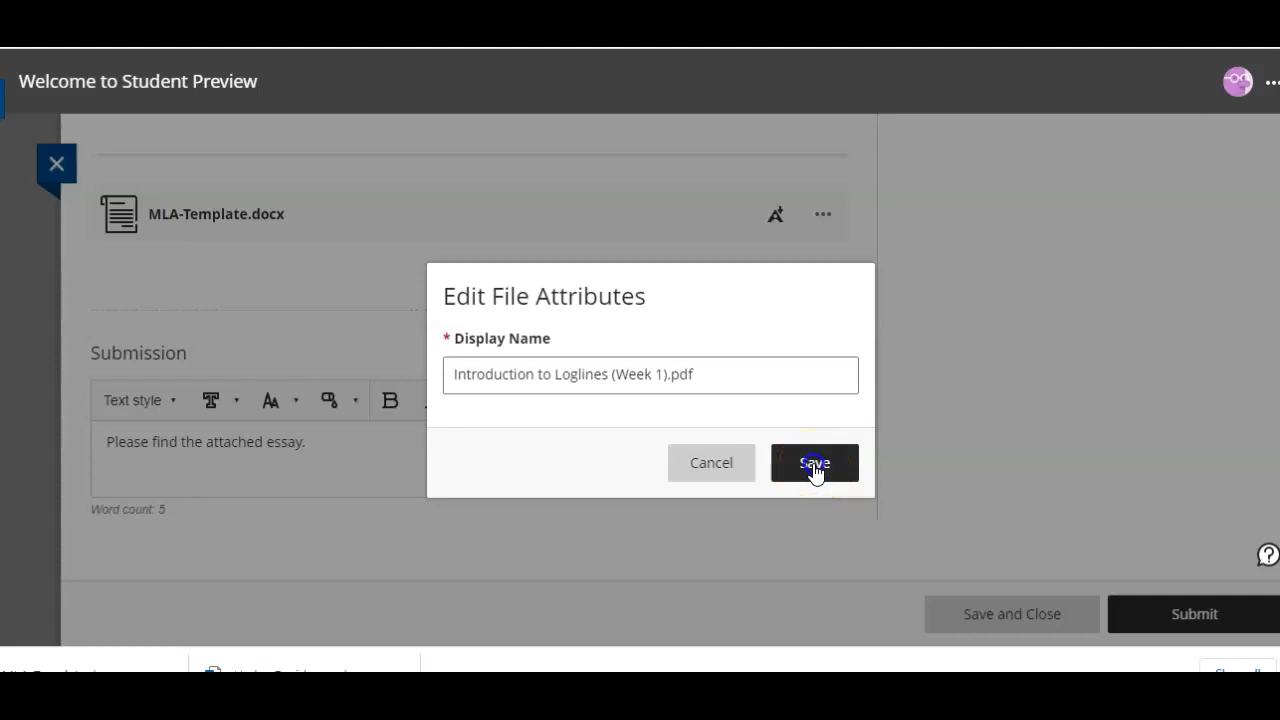 Welcome to Student Preview
MLA-Template.docx
Edit File Attributes
* Display Name
Introduction to Loglines (Week 1).pdf
Cancel
Save
Submission
Text style
B
Please find the attached essay.
Word count: 5
Save and Close
Submit